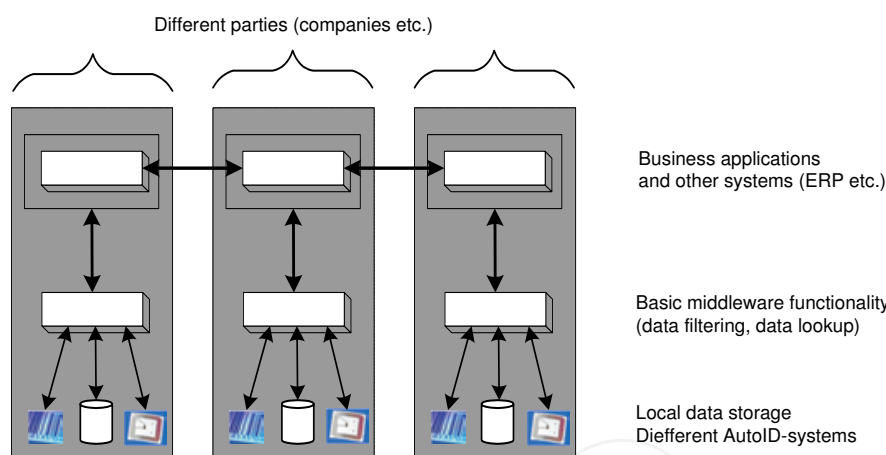 Different parties (companies etc.)
Business applications
and other systems (ERP etc.)
Basic middleware functionality
(data filtering, data lookup)
Local data storage
Diefferent AutoID-systems